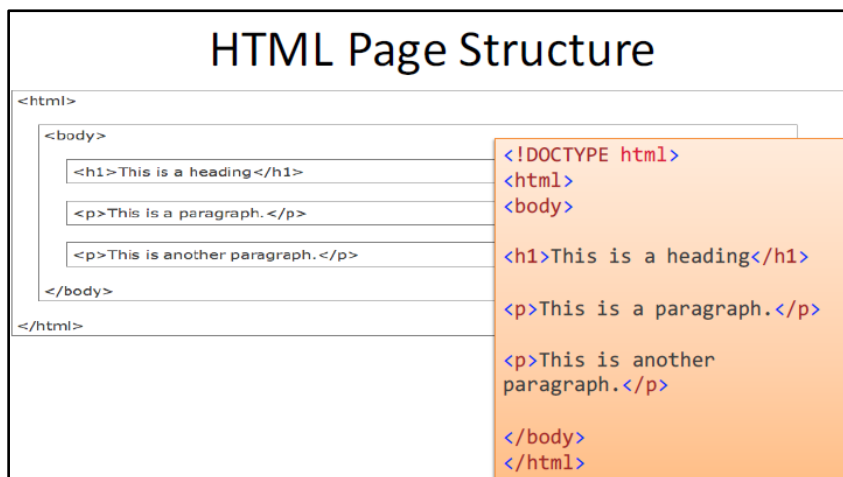 HTML Page Structure
<html>
<body>
<h1>This is a heading</h1>
<p>This is a paragraph.</p>
<p>This is another paragraph.</p>
</body>
</html>
<!DOCTYPE html>
<html>
<body>
<h1>This is a heading</h1>
<p>This is a paragraph.</p>
<p>This is another
paragraph.</p>
</body>
</html>